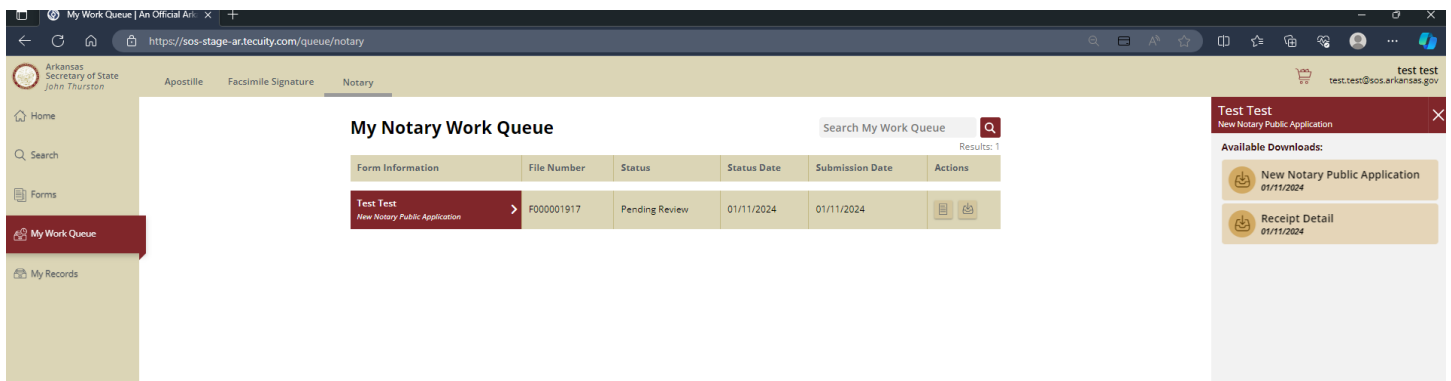 My Work Queue | An Official Ark
https://sos-stage-ar.tecuity.com/queue/notary
Arkansas
Secretary of State
John Thurston
Apostille
Facsimile Signature
Notary
test test
test.test@sos.arkansas.gov
Home
Search
Forms
My Work Queue
My Records
My Notary Work Queue
Search My Work Queue
Results: 1
Form Information File Number Status Status Date Submission Date Actions
Test Test
New Notary Public Application
F000001917 Pending Review 01/11/2024 01/11/2024
Test Test
New Notary Public Application
Available Downloads:
New Notary Public Application
01/11/2024
Receipt Detail
01/11/2024